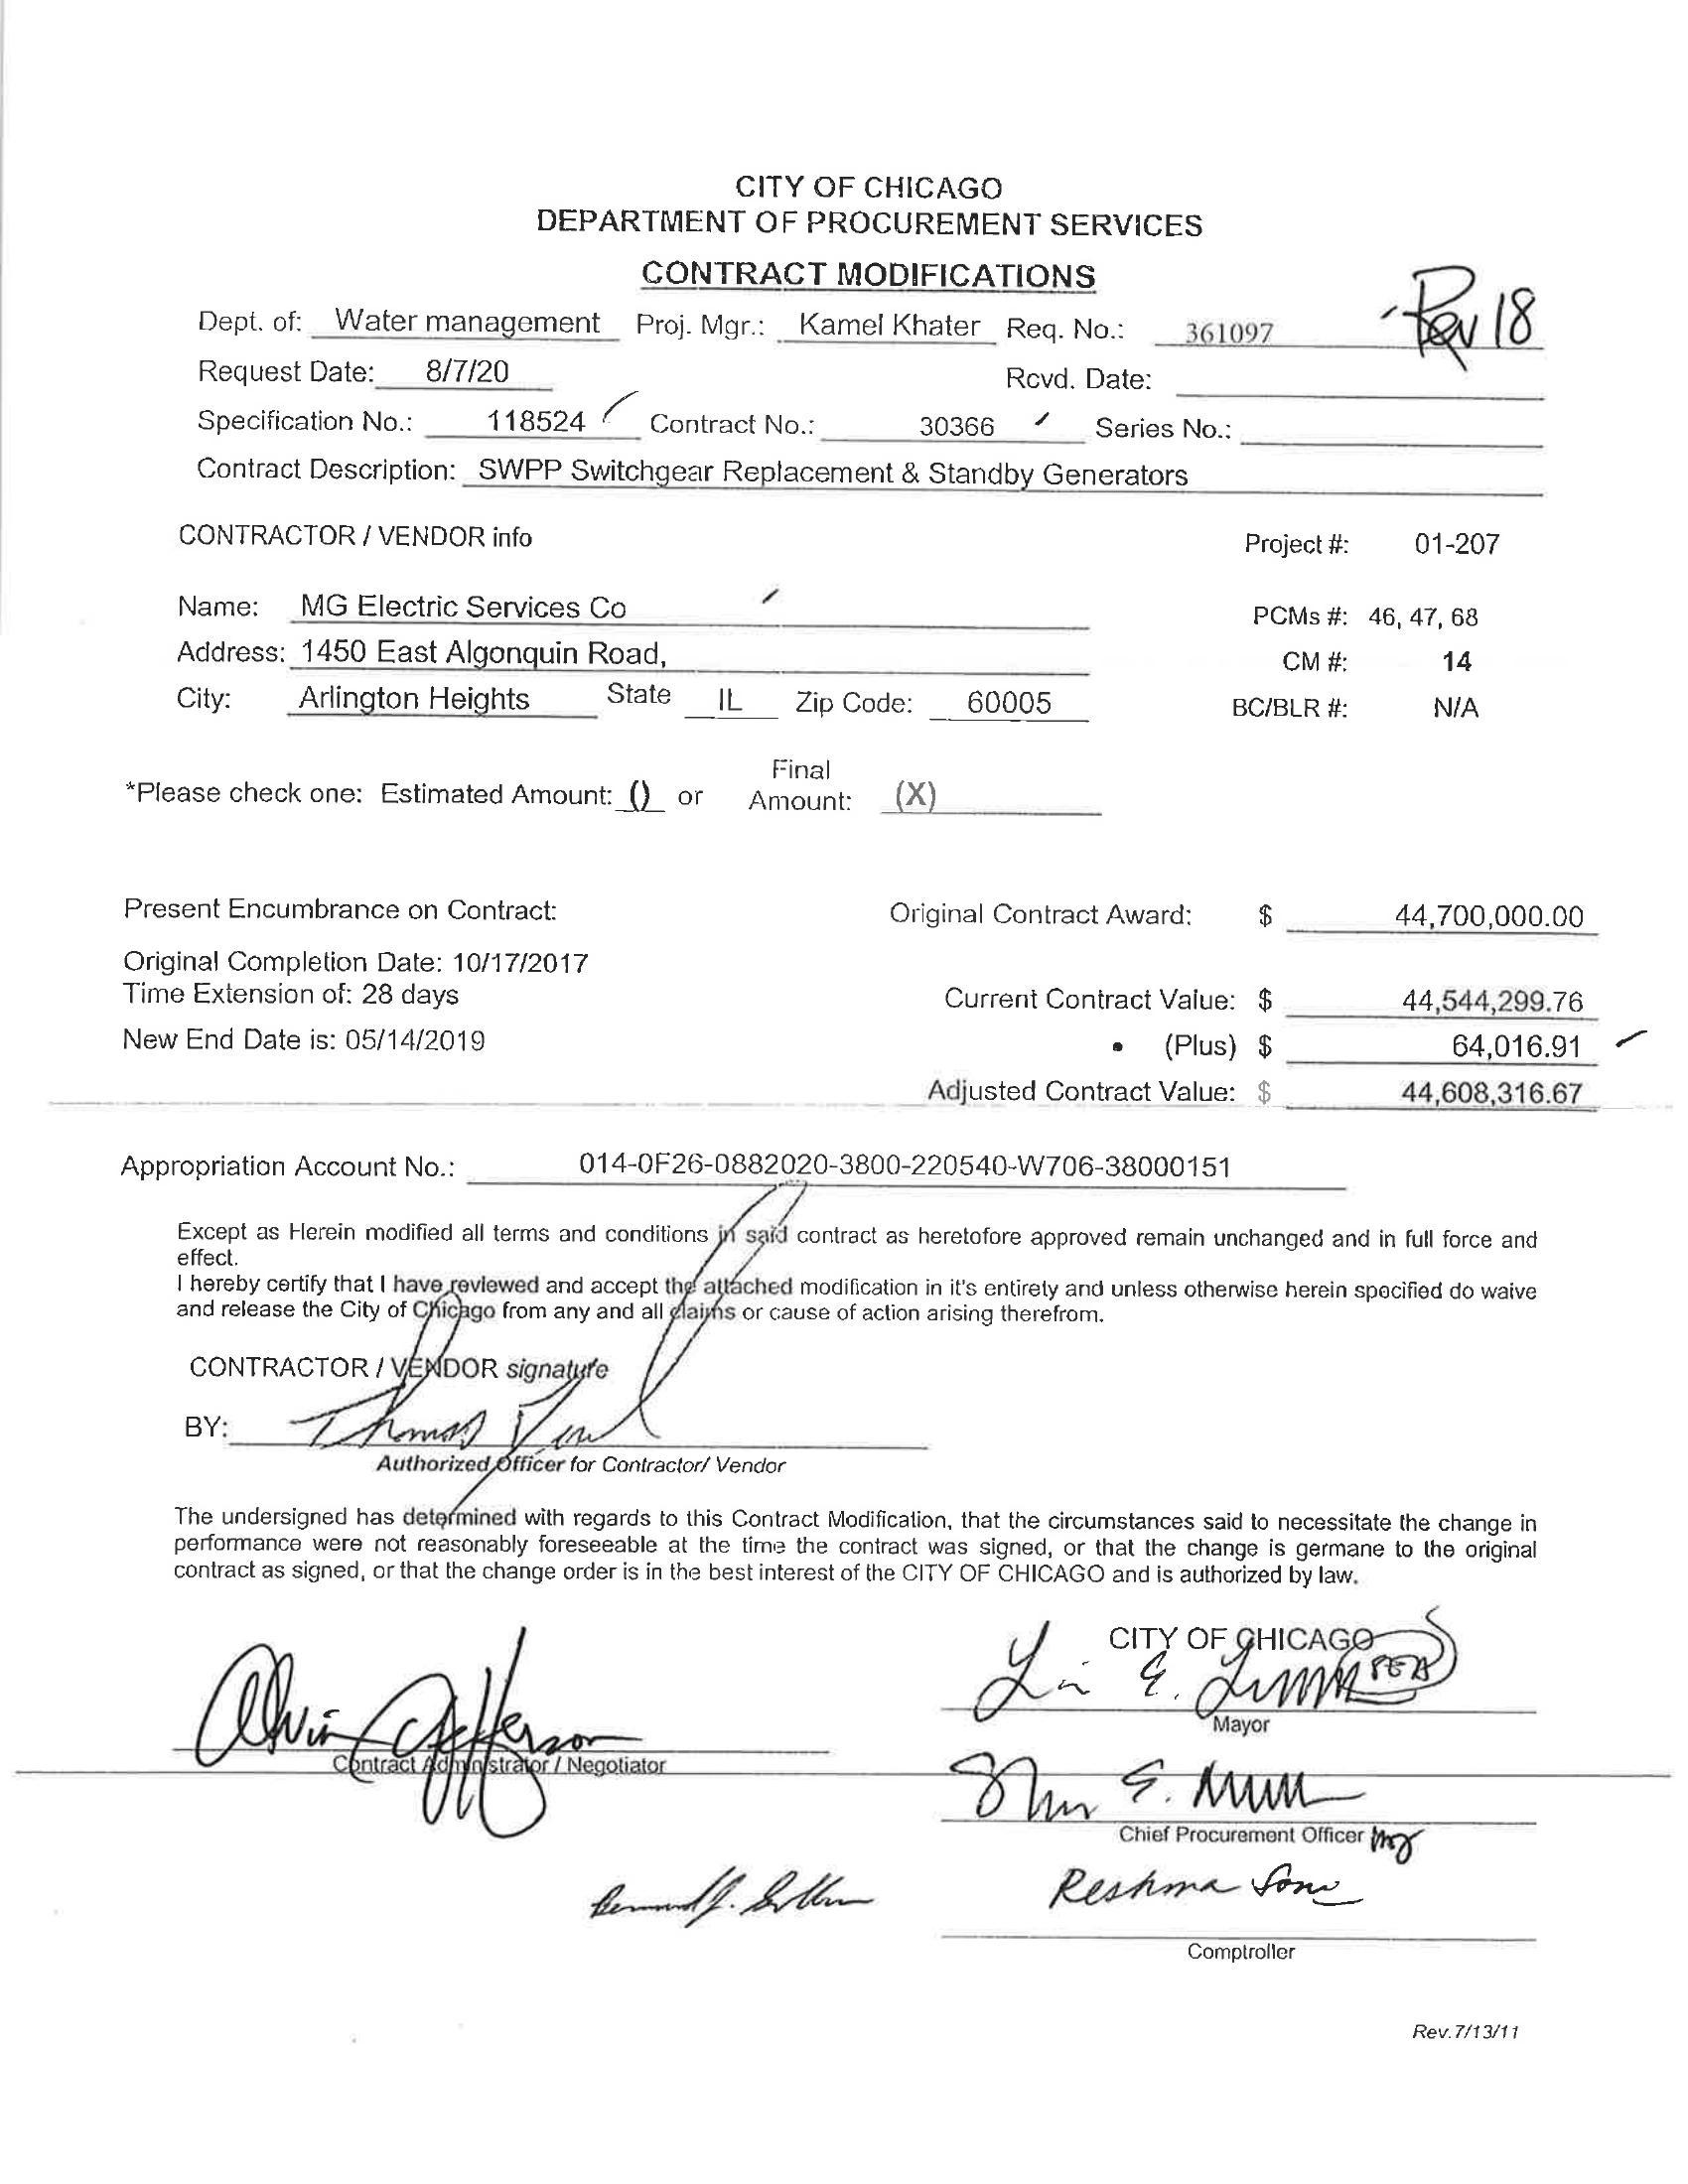 CITY OF CHICAGO
DEPARTMENT OF PROCUREMENT SERVICES
CONTRACT MODIFICATIONS
Rev 18
Dept. of: Water management Proj. Mgr.: Kamel Khater Req. No.: 361097
Request Date: 8/7/20 Rcvd. Date:
Specification No.: 118524 Contract No.: 30366 Series No.:
Contract Description: SWPP Switchgear Replacement & Standby Generators
CONTRACTOR / VENDOR info Project #: 01-207
Name: MG Electric Services Co PCMs #: 46, 47, 68
Address: 1450 East Algonquin Road, CM #: 14
City: Arlington Heights State IL Zip Code: 60005 BC/BLR #: N/A
*Please check one: Estimated Amount: () or Final Amount: (X)
Present Encumbrance on Contract: Original Contract Award: $ 44,700,000.00
Original Completion Date: 10/17/2017
Time Extension of: 28 days Current Contract Value: $ 44,544,299.76
New End Date is: 05/14/2019 • (Plus) $ 64,016.91
Adjusted Contract Value: $ 44,608,316.67
Appropriation Account No.: 014-0F26-0882020-3800-220540-W706-38000151
Except as Herein modified all terms and conditions in said contract as heretofore approved remain unchanged and in full force and
effect.
I hereby certify that I have reviewed and accept the attached modification in it's entirety and unless otherwise herein specified do waive
and release the City of Chicago from any and all claims or cause of action arising therefrom.
CONTRACTOR / VENDOR signature
BY: Thomas
Authorized Officer for Contractor/ Vendor
The undersigned has determined with regards to this Contract Modification, that the circumstances said to necessitate the change in
performance were not reasonably foreseeable at the time the contract was signed, or that the change is germane to the original
contract as signed, or that the change order is in the best interest of the CITY OF CHICAGO and is authorized by law.
CITY OF CHICAGO
Mayor
Alvin Jefferson
Contract Administrator / Negotiator
Chief Procurement Officer
Reshma Soni
Comptroller
Rev.7/13/11